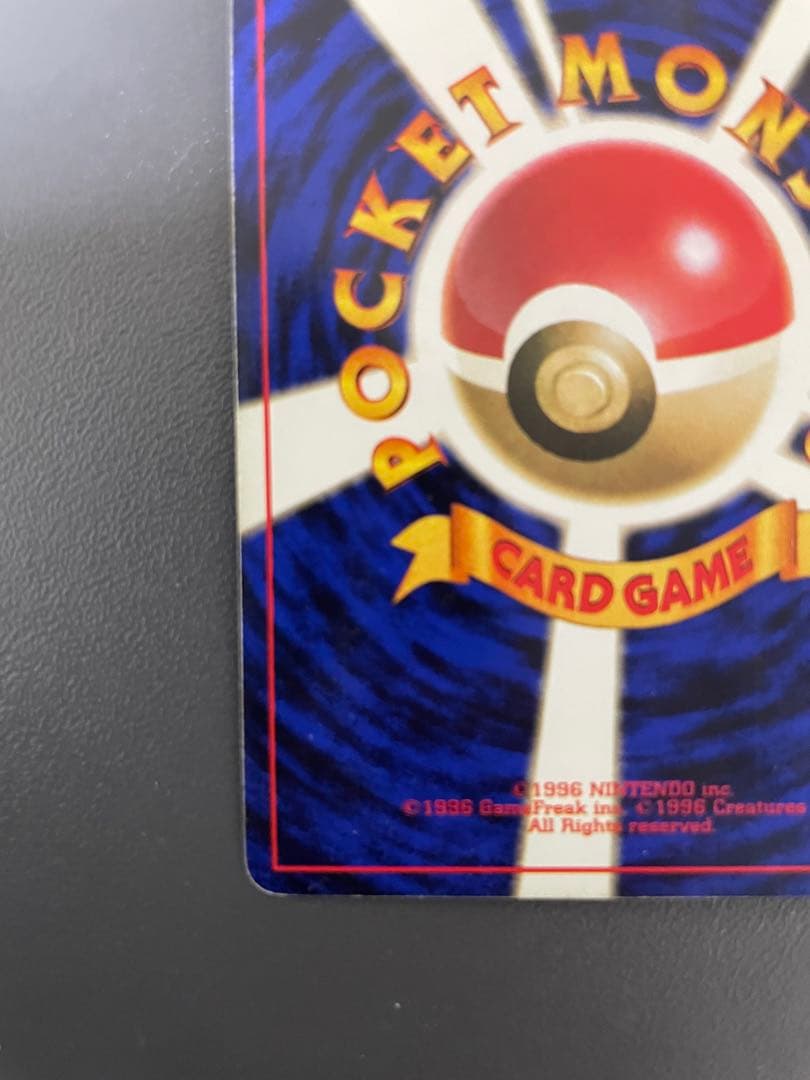 POCKET MONS
CARD GAME
©1996 NINTENDO inc.
©1996 GameFreak inc. ©1996 Creatures
All Rights reserved.